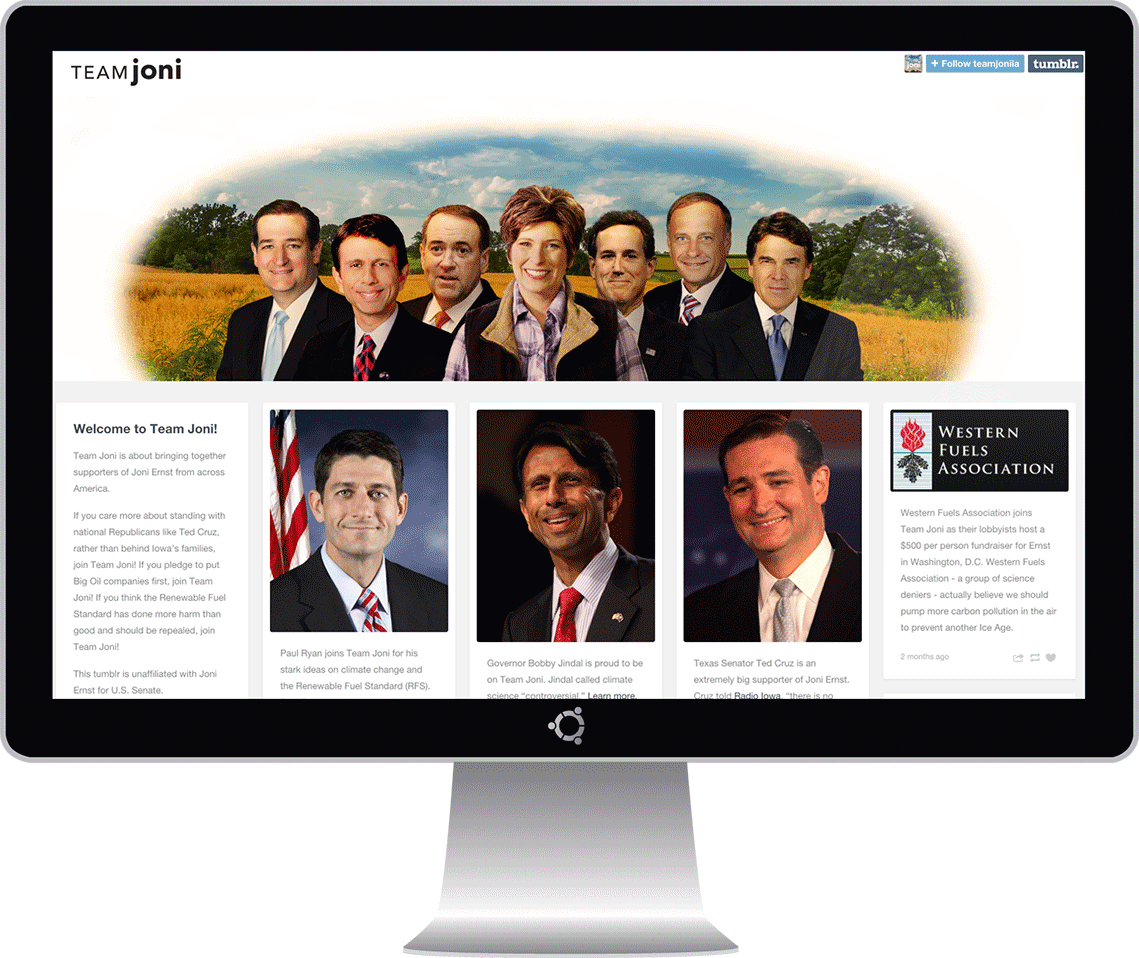 TEAM joni
+ Follow teamjoniia
tumblr.
Welcome to Team Joni!
Team Joni is about bringing together
supporters of Joni Ernst from across
America.
If you care more about standing with
national Republicans like Ted Cruz,
rather than behind Iowa's families,
join Team Joni! If you pledge to put
Big Oil companies first, join Team
Joni! If you think the Renewable Fuel
Standard has done more harm than
good and should be repealed, join
Team Joni!
This tumblr is unaffiliated with Joni
Ernst for U.S. Senate.
Paul Ryan joins Team Joni for his
stark ideas on climate change and
the Renewable Fuel Standard (RFS).
Governor Bobby Jindal is proud to be
on Team Joni. Jindal called climate
science "controversial." Learn more.
Texas Senator Ted Cruz is an
extremely big supporter of Joni Ernst.
Cruz told Radio Iowa, "there is no
WESTERN
FUELS
ASSOCIATION
Western Fuels Association joins
Team Joni as their lobbyists host a
$500 per person fundraiser for Ernst
in Washington, D.C. Western Fuels
Association - a group of science
deniers - actually believe we should
pump more carbon pollution in the air
to prevent another Ice Age.
2 months ago